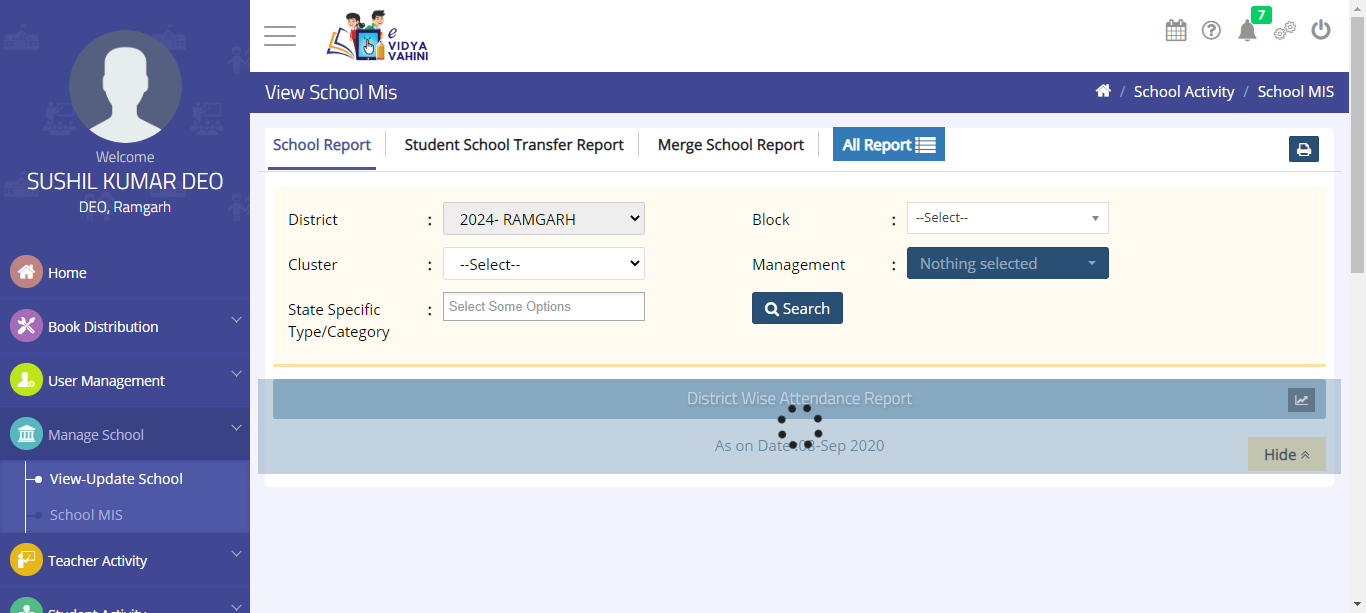 e
VIDYA
VAHINI
7
Welcome
SUSHIL KUMAR DEO
DEO, Ramgarh
Home
Book Distribution
User Management
Manage School
View-Update School
School MIS
Teacher Activity
Student Activity
View School Mis
/ School Activity / School MIS
School Report
Student School Transfer Report
Merge School Report
All Report
District : 2024- RAMGARH
Block : --Select--
Cluster : --Select--
Management : Nothing selected
State Specific : Select Some Options
Type/Category
Search
District Wise Attendance Report
As on Date :08-Sep 2020
Hide